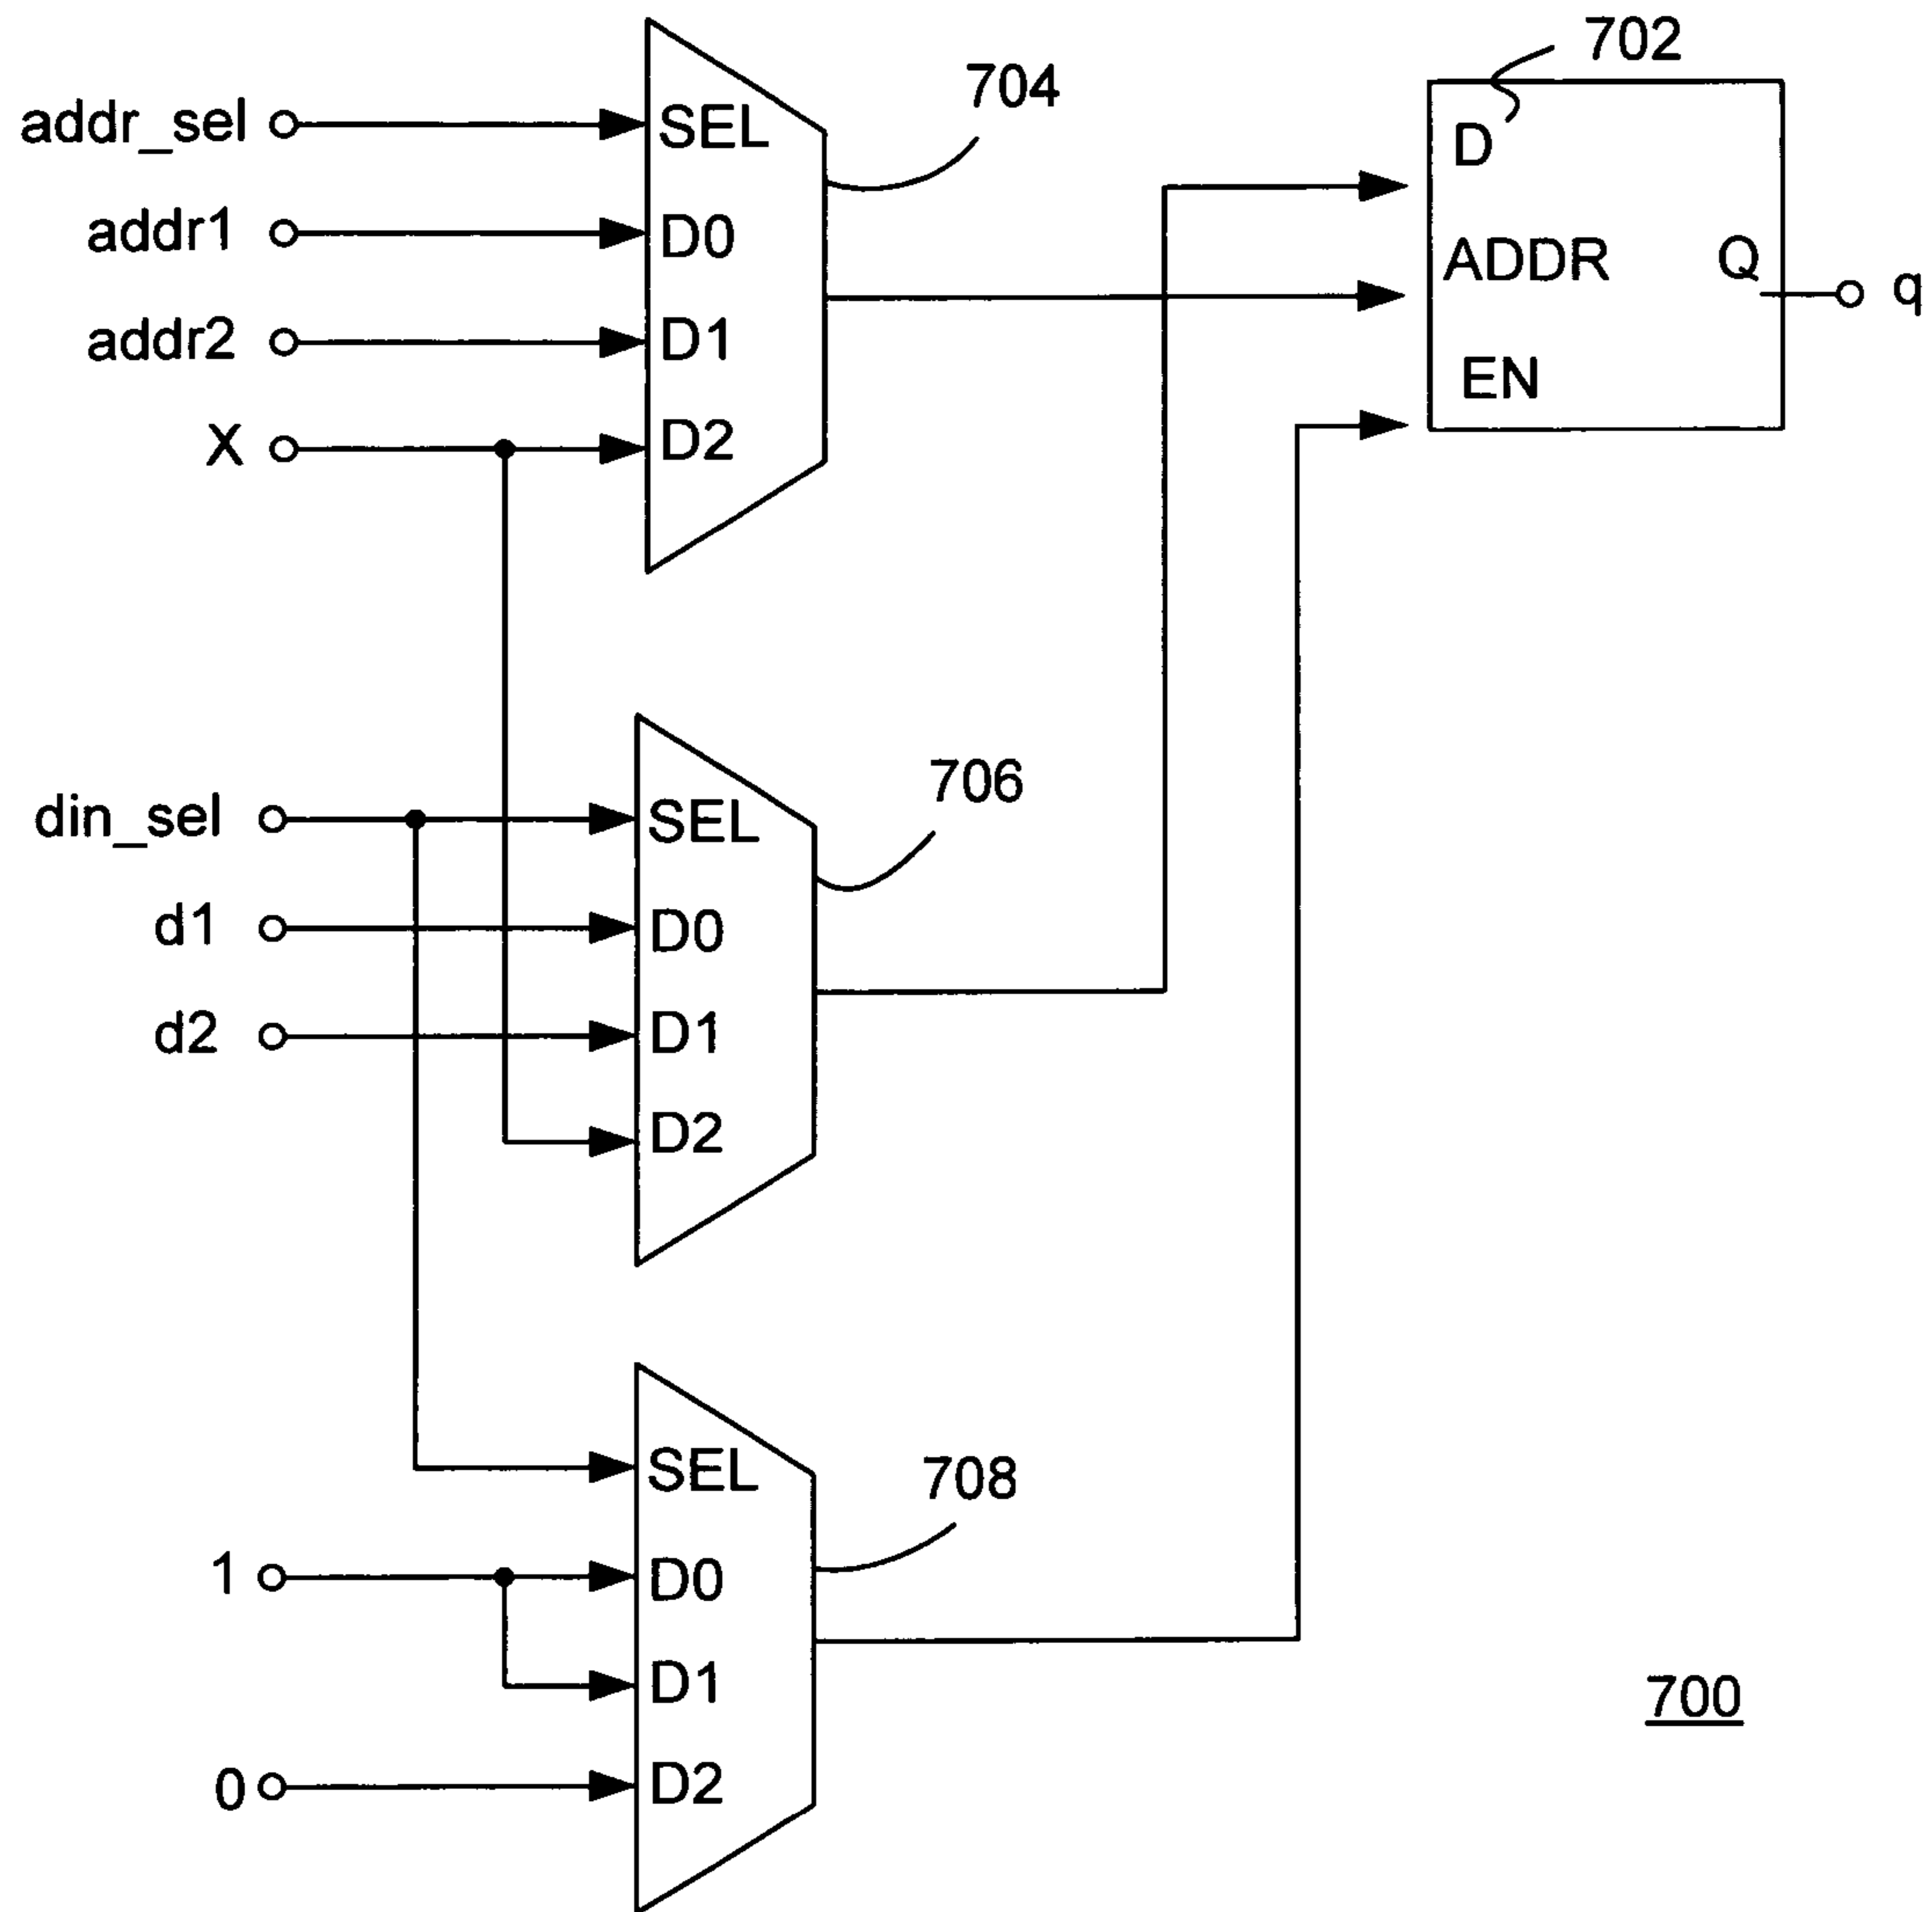 702
704
addr_sel
SEL
D
addr1
D0
ADDR
Q
q
addr2
D1
EN
X
D2
706
din_sel
SEL
d1
D0
d2
D1
D2
708
SEL
1
D0
D1
700
0
D2